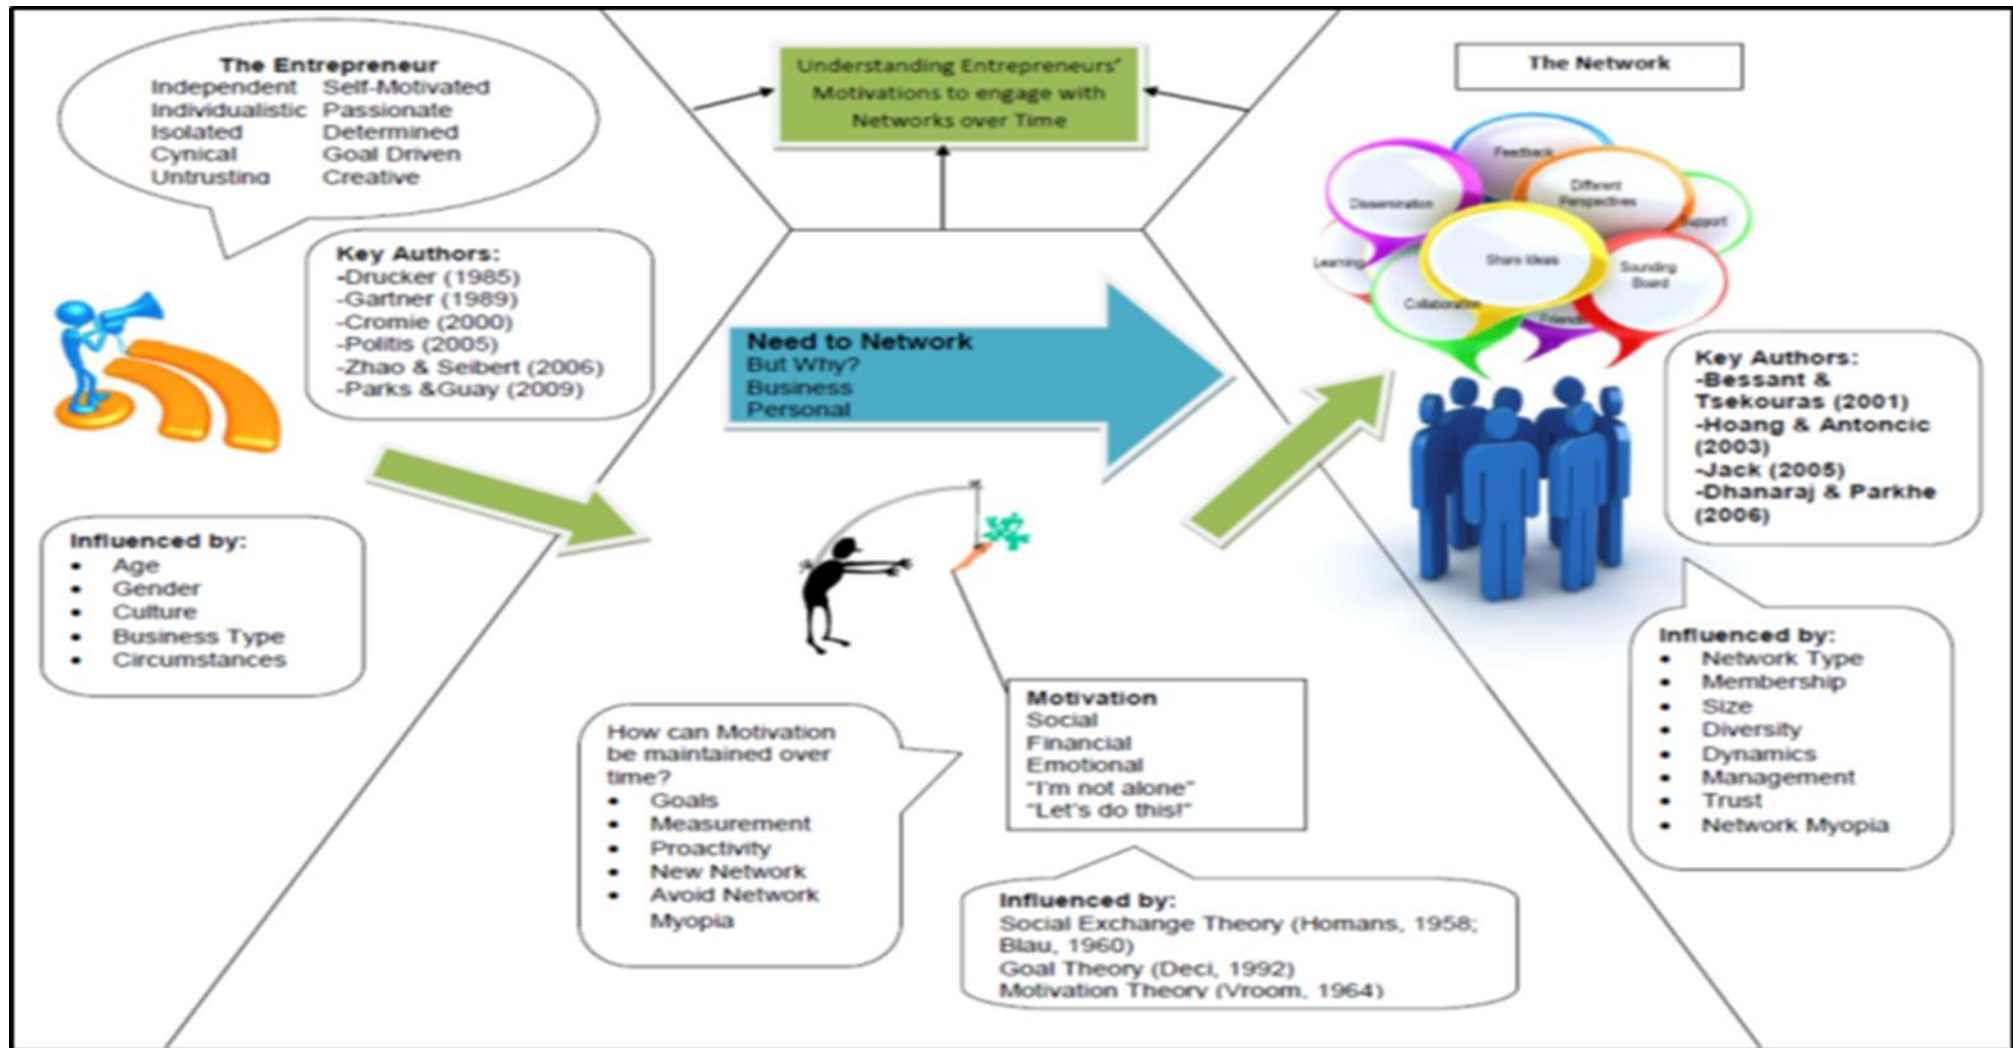 The Entrepreneur
Independent Self-Motivated
Individualistic Passionate
Isolated Determined
Cynical Goal Driven
Untrusting Creative
Key Authors:
-Drucker (1985)
-Gartner (1989)
-Cromie (2000)
-Politis (2005)
-Zhao & Seibert (2006)
-Parks &Guay (2009)
Influenced by:
• Age
• Gender
• Culture
• Business Type
• Circumstances
Understanding Entrepreneurs'
Motivations to engage with
Networks over Time
Need to Network
But Why?
Business
Personal
How can Motivation
be maintained over
time?
• Goals
• Measurement
• Proactivity
• New Network
• Avoid Network
Myopia
Motivation
Social
Financial
Emotional
"I'm not alone"
"Let's do this!"
Influenced by:
Social Exchange Theory (Homans, 1958;
Blau, 1960)
Goal Theory (Deci, 1992)
Motivation Theory (Vroom, 1964)
The Network
Feedback
Different
Perspectives
Dissemination
Support
Share Ideas
Learning
Sounding
Board
Collaboration
Key Authors:
-Bessant &
Tsekouras (2001)
-Hoang & Antoncic
(2003)
-Jack (2005)
-Dhanaraj & Parkhe
(2006)
Influenced by:
• Network Type
• Membership
• Size
• Diversity
• Dynamics
• Management
• Trust
• Network Myopia